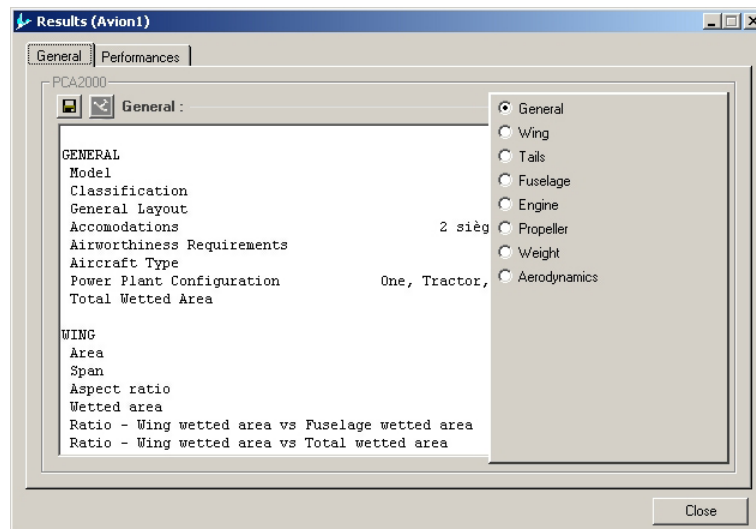 Results (Avion1)
General Performances
PCA2000
General :
GENERAL
Model
Classification
General Layout
Accomodations 2 sièg
Airworthiness Requirements
Aircraft Type
Power Plant Configuration One, Tractor,
Total Wetted Area
WING
Area
Span
Aspect ratio
Wetted area
Ratio - Wing wetted area vs Fuselage wetted area
Ratio - Wing wetted area vs Total wetted area
General
Wing
Tails
Fuselage
Engine
Propeller
Weight
Aerodynamics
Close